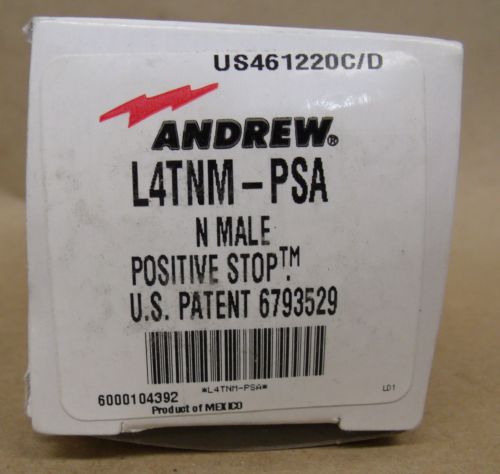 US461220C/D
ANDREW®
L4TNM-PSA
N MALE
POSITIVE STOP™.
U.S. PATENT 6793529
*L4TNM-PSA*
LD1
6000104392
Product of MEXICO